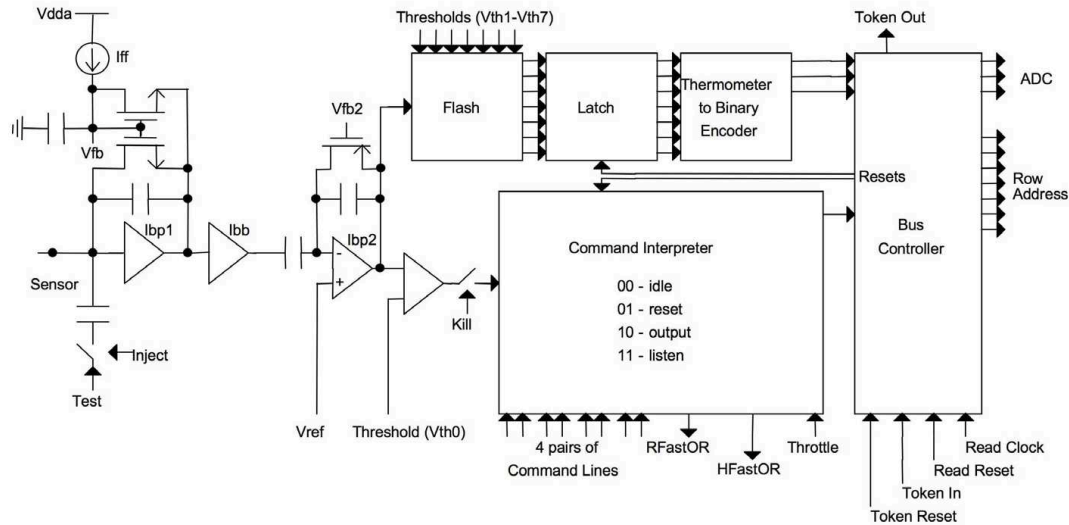 Vdda
Iff
Vfb
Sensor
Ibp1
Ibb
Inject
Test
Vfb2
Ibp2
-
+
Vref
Threshold (Vth0)
Kill
Thresholds (Vth1-Vth7)
Flash
Latch
Thermometer
to Binary
Encoder
Resets
Command Interpreter
00 - idle
01 - reset
10 - output
11 - listen
4 pairs of
Command Lines
RFastOR
HFastOR
Throttle
Token Out
Bus
Controller
ADC
Row
Address
Read Clock
Read Reset
Token In
Token Reset